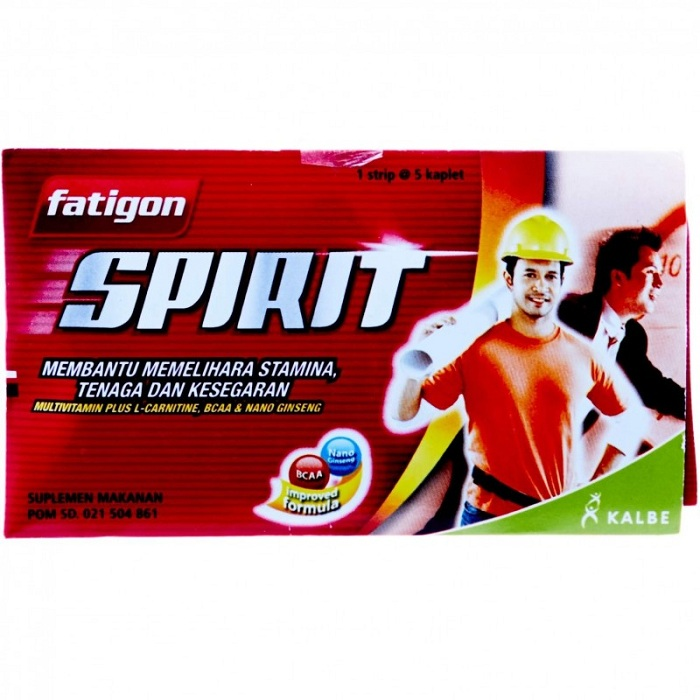 1 strip @ 5 kaplet
fatigon
SPIRIT
MEMBANTU MEMELIHARA STAMINA,
TENAGA DAN KESEGARAN
MULTIVITAMIN PLUS L-CARNITINE, BCAA & NANO GINSENG
Nano
Ginseng
BCAA
Improved
formula
SUPLEMEN MAKANAN
POM SD. 021 504 861
10
KALBE